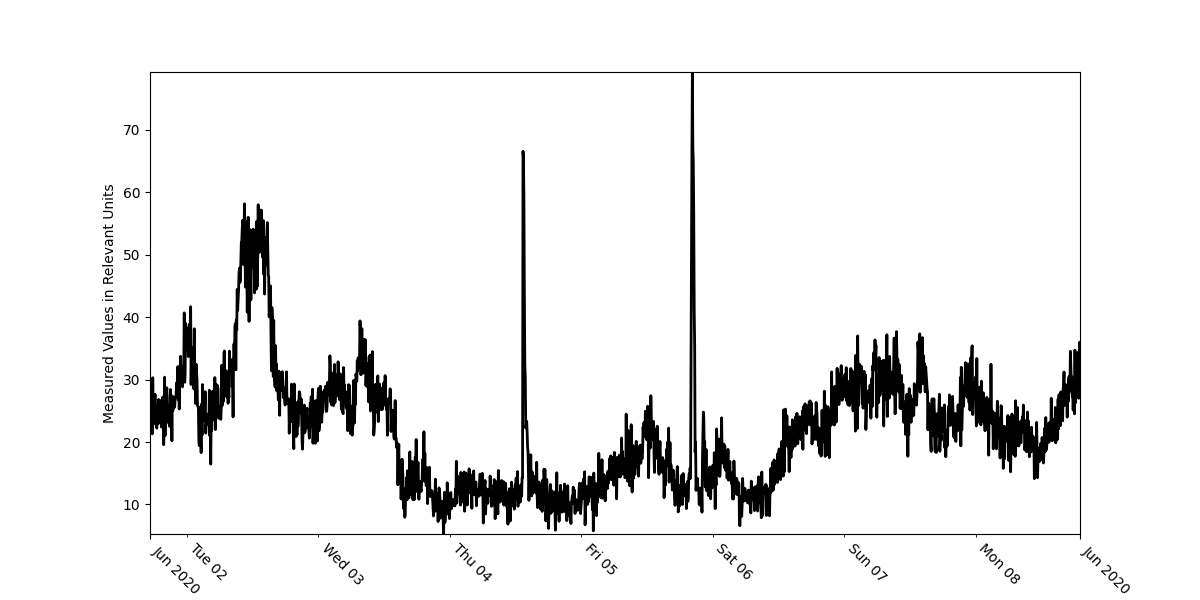 Measured Values in Relevant Units
70
60
50
40
30
20
10
Jun 2020
Tue 02
Wed 03
Thu 04
Fri 05
Sat 06
Sun 07
Mon 08
Jun 2020